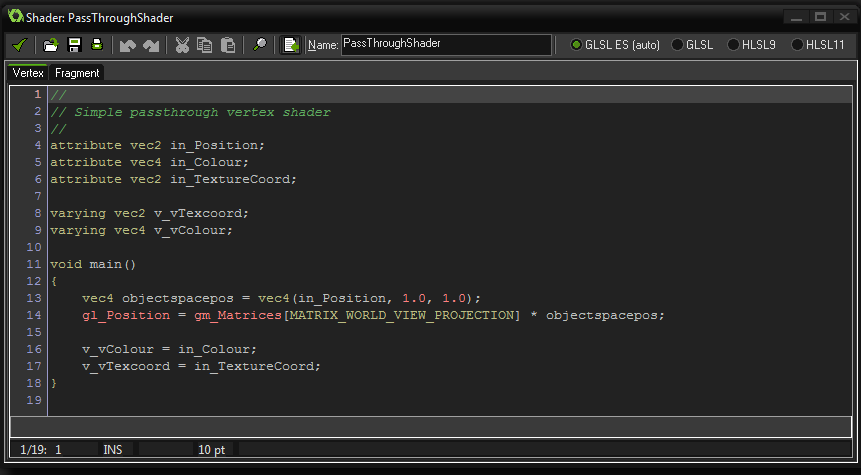 Shader: PassThroughShader
Name: PassThroughShader GLSL ES (auto) GLSL HLSL9 HLSL11
Vertex Fragment
1 //
2 // Simple passthrough vertex shader
3 //
4 attribute vec2 in_Position;
5 attribute vec4 in_Colour;
6 attribute vec2 in_TextureCoord;
7
8 varying vec2 v_vTexcoord;
9 varying vec4 v_vColour;
10
11 void main()
12 {
13     vec4 objectspacepos = vec4(in_Position, 1.0, 1.0);
14     gl_Position = gm_Matrices[MATRIX_WORLD_VIEW_PROJECTION] * objectspacepos;
15
16     v_vColour = in_Colour;
17     v_vTexcoord = in_TextureCoord;
18 }
19
1/19: 1 INS 10 pt